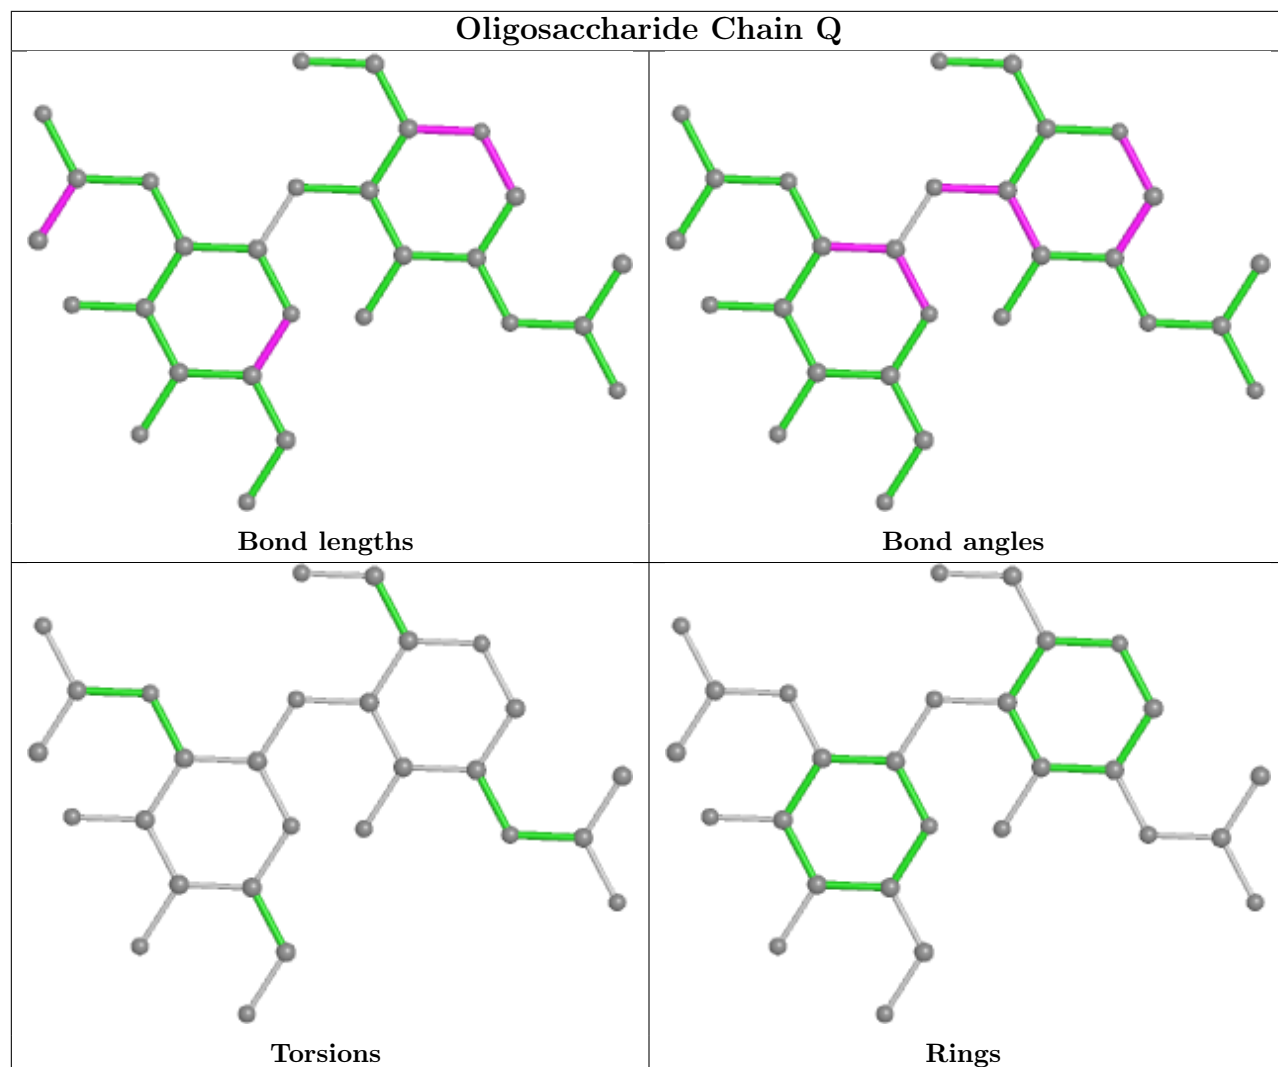 Oligosaccharide Chain Q
Bond lengths
Bond angles
Torsions
Rings